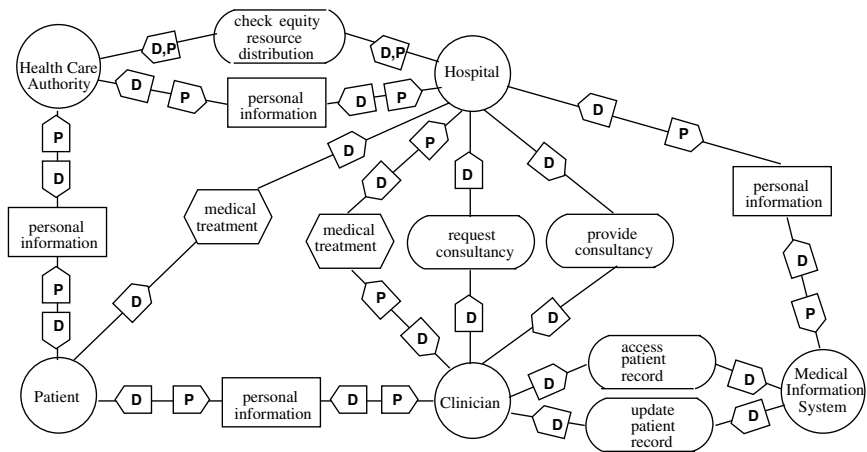 check equity
resource
distribution
D,P
D,P
Health Care
Authority
Hospital
D
P
personal
information
D
P
D
P
P
D
D
D
P
D
D
personal
information
medical
treatment
medical
treatment
request
consultancy
provide
consultancy
personal
information
D
P
D
P
P
D
D
D
D
P
access
patient
record
D
D
Patient
D
P
personal
information
D
P
Clinician
Medical
Information
System
D
D
update
patient
record